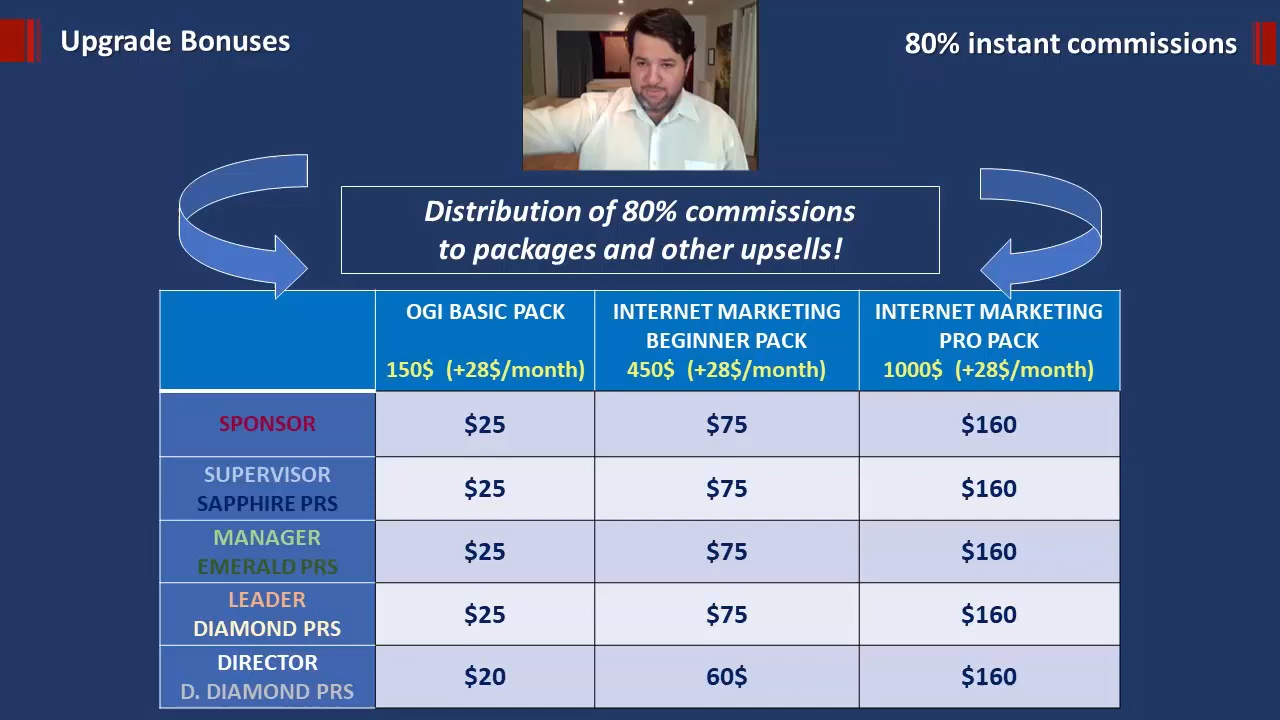 Upgrade Bonuses
80% instant commissions
Distribution of 80% commissions
to packages and other upsells!
OGI BASIC PACK
150$ (+28$/month)
INTERNET MARKETING
BEGINNER PACK
450$ (+28$/month)
INTERNET MARKETING
PRO PACK
1000$ (+28$/month)
SPONSOR
$25
$75
$160
SUPERVISOR
SAPPHIRE PRS
$25
$75
$160
MANAGER
EMERALD PRS
$25
$75
$160
LEADER
DIAMOND PRS
$25
$75
$160
DIRECTOR
D. DIAMOND PRS
$20
60$
$160